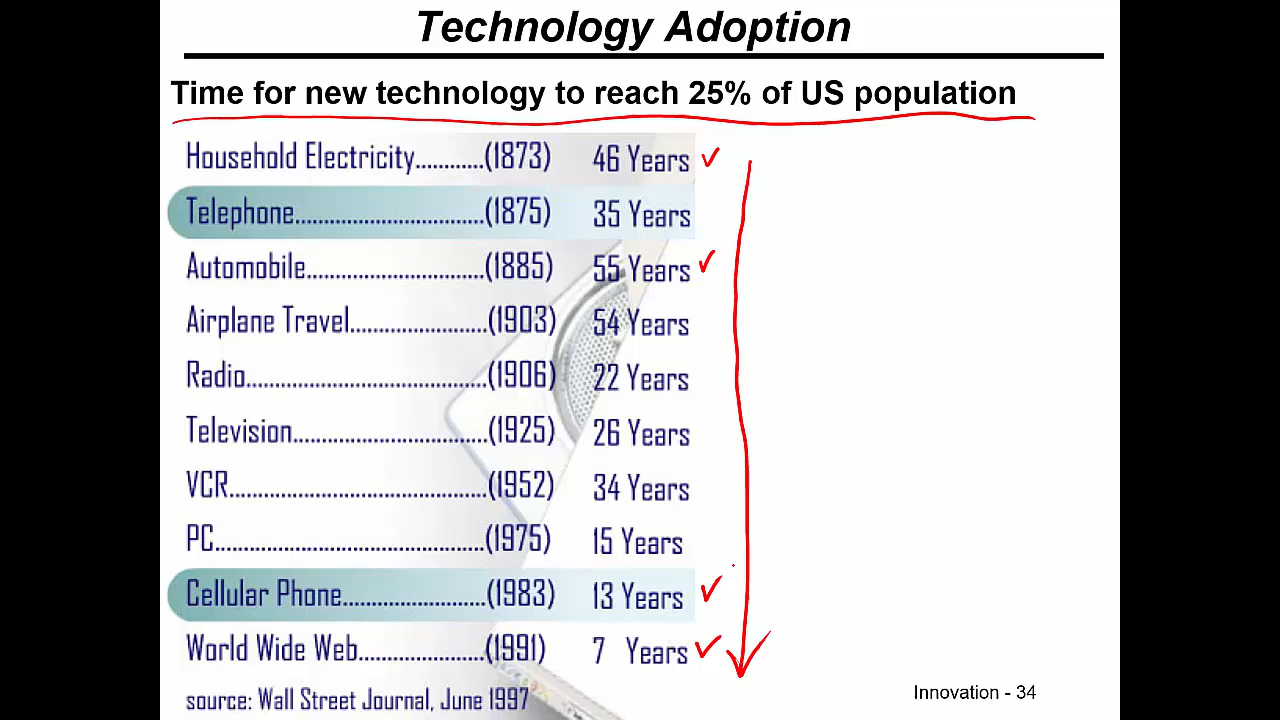 Technology Adoption
Time for new technology to reach 25% of US population
Household Electricity............(1873) 46 Years
Telephone....................................(1875) 35 Years
Automobile..................................(1885) 55 Years
Airplane Travel..........................(1903) 54 Years
Radio..............................................(1906) 22 Years
Television.....................................(1925) 26 Years
VCR.................................................(1952) 34 Years
PC...................................................(1975) 15 Years
Cellular Phone...........................(1983) 13 Years
World Wide Web........................(1991) 7 Years
source: Wall Street Journal, June 1997
Innovation - 34